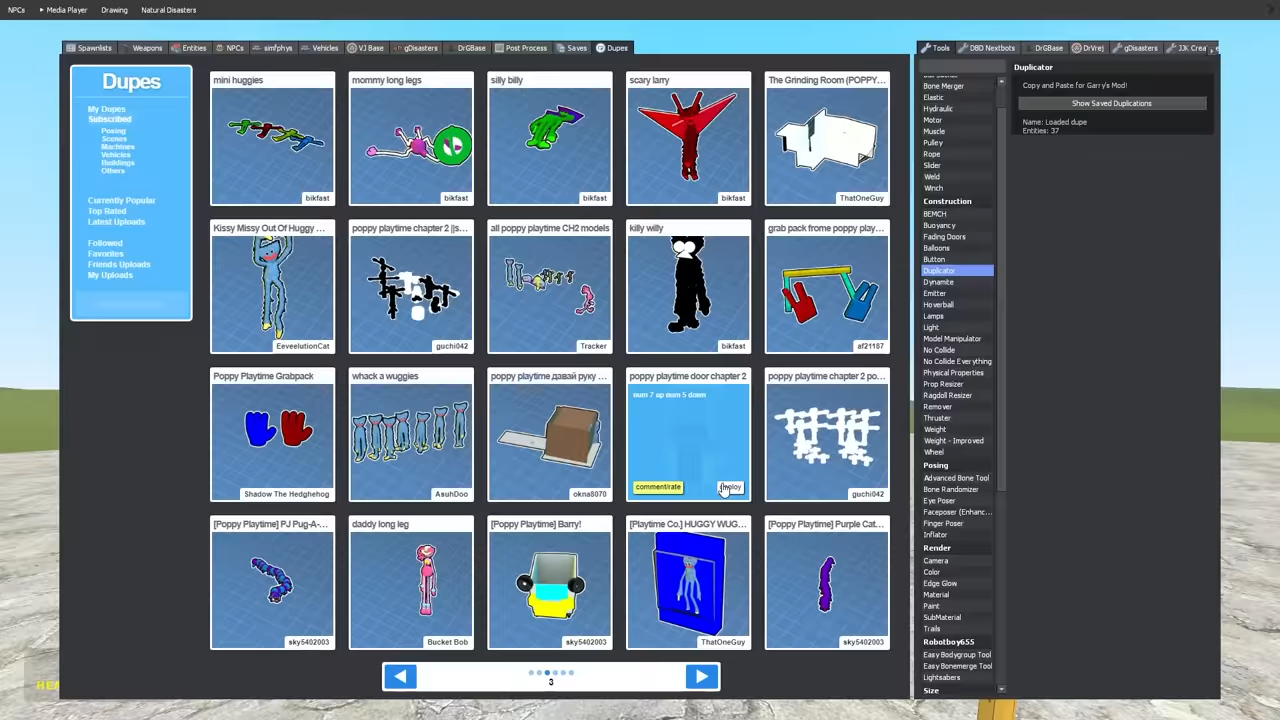 NPCs
Media Player
Drawing
Natural Disasters
Spawnlists
Weapons
Entities
NPCs
simfphys
Vehicles
VJ Base
gDisasters
DrGBase
Post Process
Saves
Dupes
Tools
DBD Nextbots
DrGBase
DrVrej
gDisasters
Dupes
My Dupes
Subscribed
Posing
Scenes
Machines
Vehicles
Buildings
Others
Currently Popular
Top Rated
Latest Uploads
Followed
Favorites
Friends Uploads
My Uploads
mini huggies
bikfast
mommy long legs
bikfast
silly billy
bikfast
scary larry
bikfast
The Grinding Room (POPPY...
ThatOneGuy
Kissy Missy Out Of Huggy ...
EeveelutionCat
poppy playtime chapter 2 ||s...
guchi042
all poppy playtime CH2 models
Tracker
killy willy
bikfast
grab pack frome poppy play...
af21187
Poppy Playtime Grabpack
Shadow The Hedghehog
whack a wuggies
AsuhDoo
poppy playtime давай руку ...
okna8070
poppy playtime door chapter 2
num 7 up num 5 down
comment/rate
poppy playtime chapter 2 po...
guchi042
[Poppy Playtime] PJ Pug-A-...
sky5402003
daddy long leg
Bucket Bob
[Poppy Playtime] Barry!
sky5402003
[Playtime Co.] HUGGY WUG...
ThatOneGuy
[Poppy Playtime] Purple Cat...
sky5402003
3
Bone Merger
Elastic
Hydraulic
Motor
Muscle
Pulley
Rope
Slider
Weld
Winch
Construction
BEMCH
Buoyancy
Fading Doors
Balloons
Button
Duplicator
Dynamite
Emitter
Hoverball
Lamps
Light
Model Manipulator
No Collide
No Collide Everything
Physical Properties
Prop Resizer
Ragdoll Resizer
Remover
Thruster
Weight
Weight - Improved
Wheel
Posing
Advanced Bone Tool
Bone Randomizer
Eye Poser
Faceposer (Enhanc...
Finger Poser
Inflator
Render
Camera
Color
Edge Glow
Material
Paint
SubMaterial
Trails
Robotboy655
Easy Bodygroup Tool
Easy Bonemerge Tool
Lightsabers
Size
Duplicator
Copy and Paste for Garry's Mod!
Show Saved Duplications
Name: Loaded dupe
Entities: 37